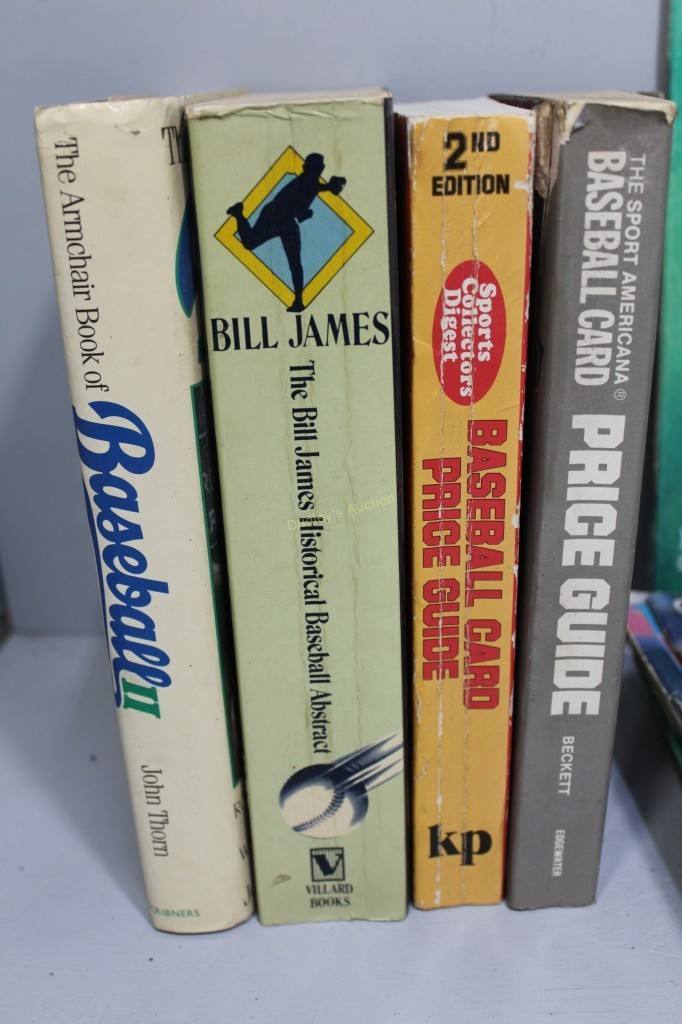 The Armchair Book of
Baseball II
John Thorn
BILL JAMES
The Bill James Historical Baseball Abstract
V
VILLARD
BOOKS
2ND
EDITION
Sports
Collectors
Digest
BASEBALL CARD
PRICE GUIDE
kp
THE SPORT AMERICANA®
BASEBALL CARD
PRICE GUIDE
BECKETT
EDGEWATER